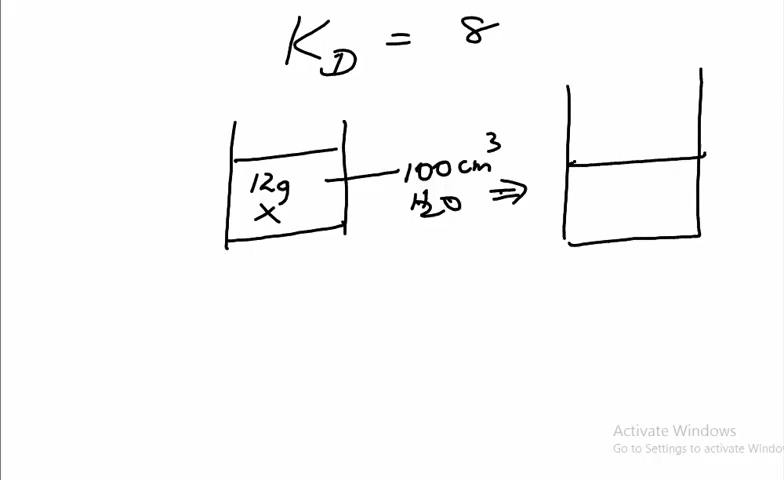 K_D = 8
12g
X
100 cm³
H2O ⇒
Activate Windows
Go to Settings to activate Windo